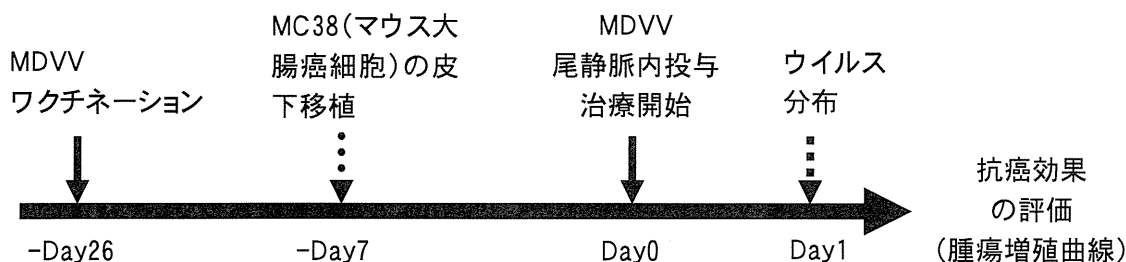 MDVV
ワクチネーション
MC38(マウス大
腸癌細胞)の皮
下移植
MDVV
尾静脈内投与
治療開始
ウイルス
分布
抗癌効果
の評価
(腫瘍増殖曲線)
-Day26
-Day7
Day0
Day1